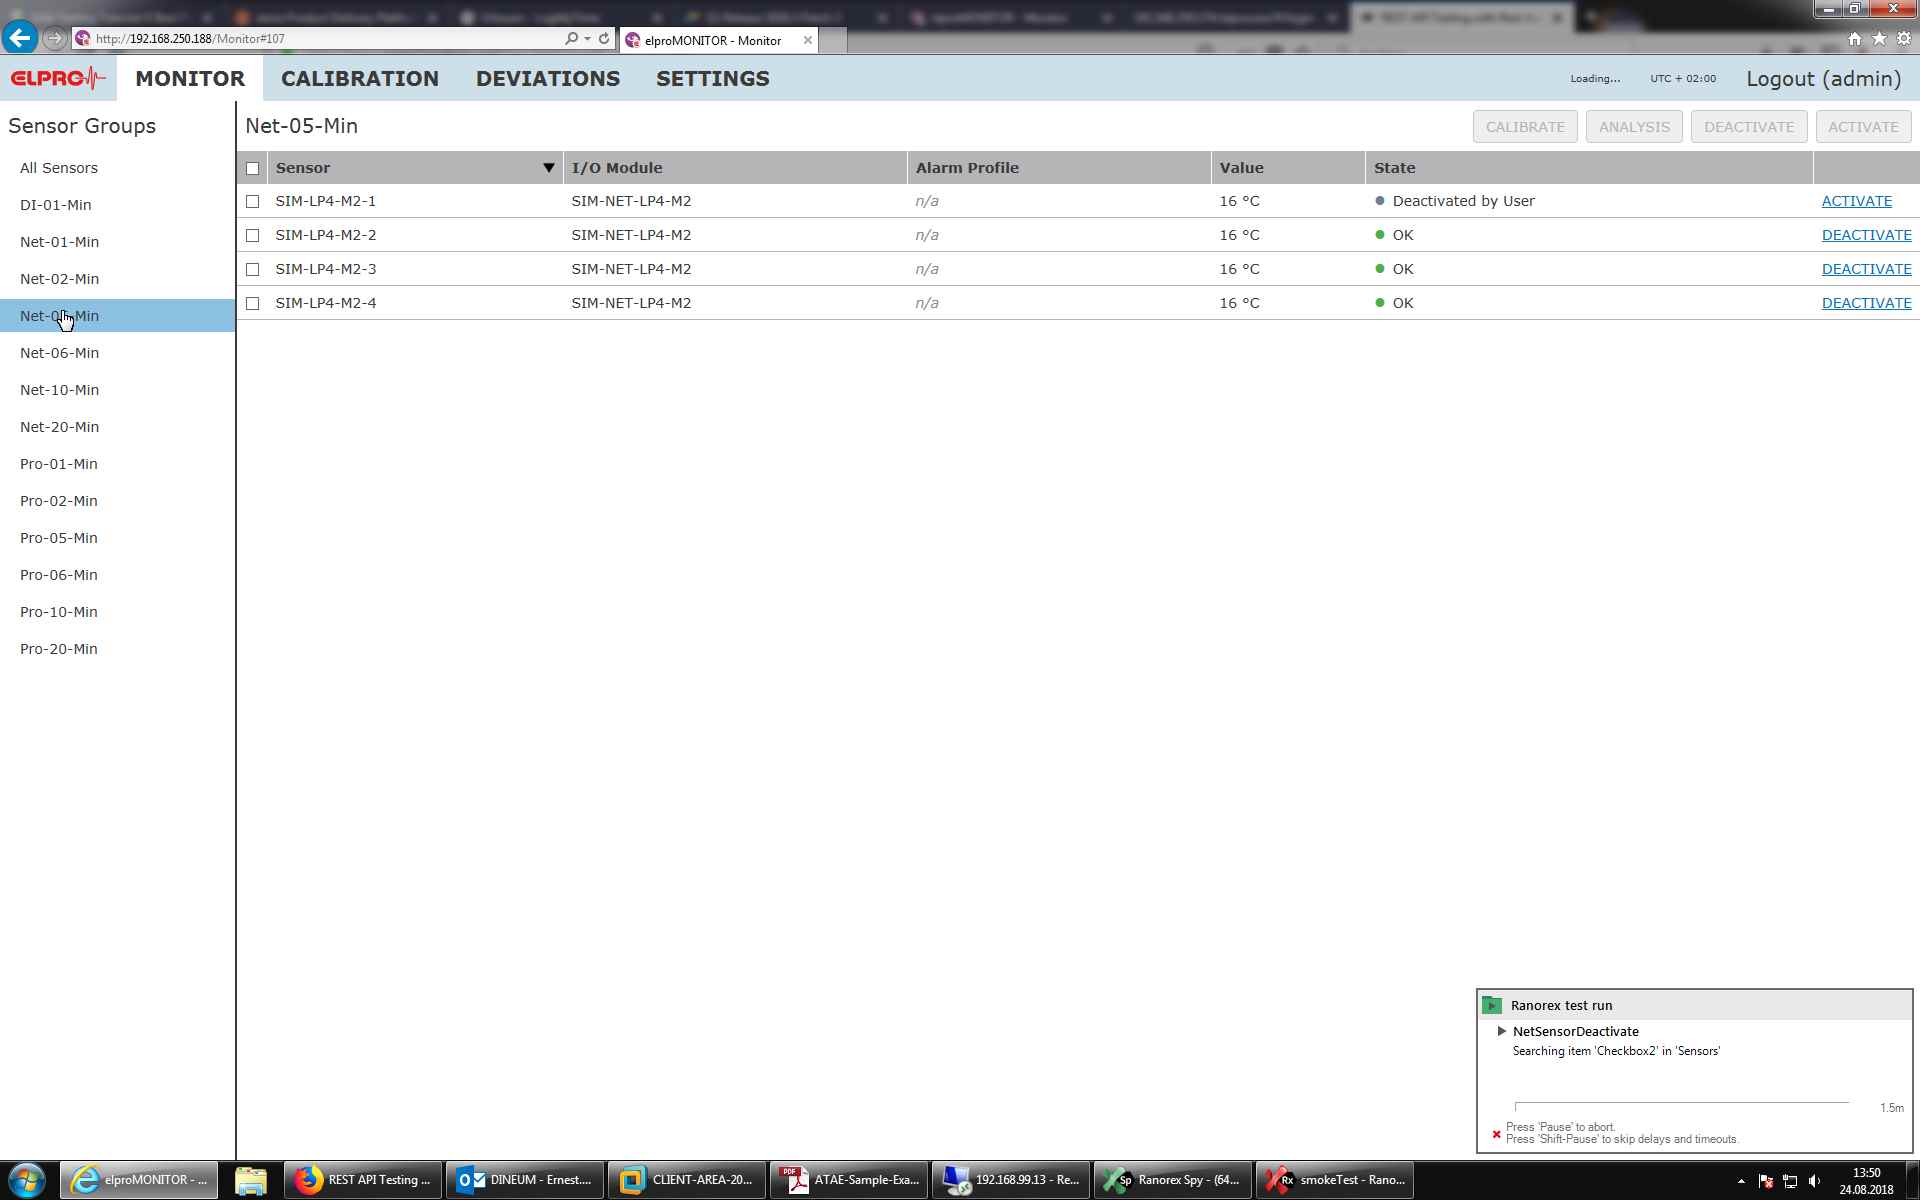 http://192.168.250.188/Monitor#107
elproMONITOR - Monitor
ELPRO
MONITOR
CALIBRATION
DEVIATIONS
SETTINGS
Loading...
UTC + 02:00
Logout (admin)
Sensor Groups
All Sensors
DI-01-Min
Net-01-Min
Net-02-Min
Net-06-Min
Net-10-Min
Net-20-Min
Pro-01-Min
Pro-02-Min
Pro-05-Min
Pro-06-Min
Pro-10-Min
Pro-20-Min
Net-05-Min
CALIBRATE
ANALYSIS
DEACTIVATE
ACTIVATE
Sensor I/O Module Alarm Profile Value State
SIM-LP4-M2-1 SIM-NET-LP4-M2 n/a 16 °C Deactivated by User ACTIVATE
SIM-LP4-M2-2 SIM-NET-LP4-M2 n/a 16 °C OK DEACTIVATE
SIM-LP4-M2-3 SIM-NET-LP4-M2 n/a 16 °C OK DEACTIVATE
SIM-LP4-M2-4 SIM-NET-LP4-M2 n/a 16 °C OK DEACTIVATE
Ranorex test run
NetSensorDeactivate
Searching item 'Checkbox2' in 'Sensors'
1.5m
Press 'Pause' to abort.
Press 'Shift-Pause' to skip delays and timeouts.
elproMONITOR - ...
REST API Testing ...
DINEUM - Ernest....
CLIENT-AREA-20...
ATAE-Sample-Exa...
192.168.99.13 - Re...
Ranorex Spy - (64...
smokeTest - Rano...
13:50
24.08.2018